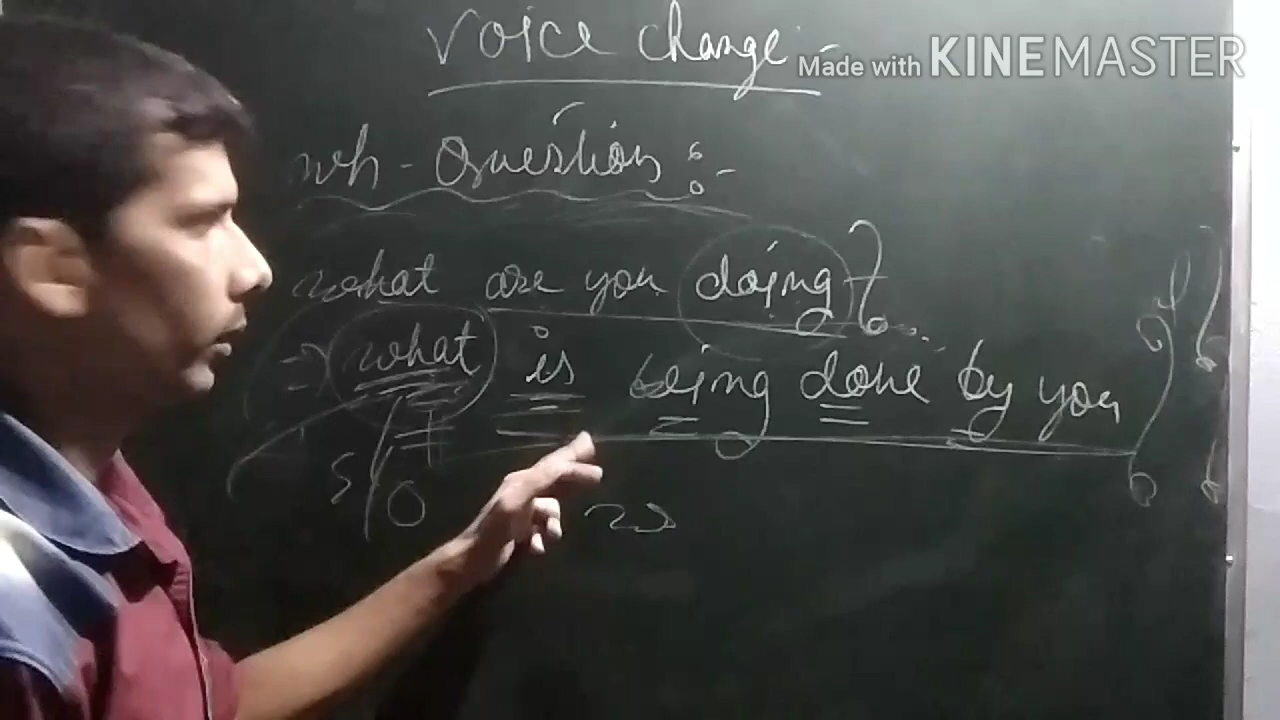 Voice change -
Made with KINEMASTER
wh - Question :-
what are you doing ?
⇒ what is being done by you ?
S / O